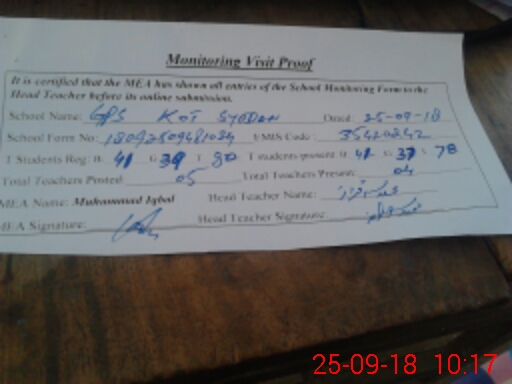 Monitoring Visit Proof
It is certified that the MEA has shown all entries of the School Monitoring Form to the
Head Teacher before its online submission.
School Name: GPS KOT SYEDAN Dated: 25-09-18
School Form No: EMIS Code:
T Students Reg: B: 41 G: 39 T: 80 T students present: B 41 G: 37 : 78
Total Teachers Posted: 05 Total Teachers Present: 04
MEA Name: Muhammad Iqbal Head Teacher Name:
MEA Signature: Head Teacher Signature:
25-09-18 10:17